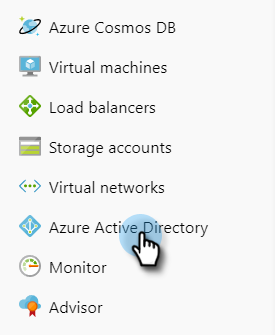 Azure Cosmos DB
Virtual machines
Load balancers
Storage accounts
Virtual networks
Azure Active Directory
Monitor
Advisor